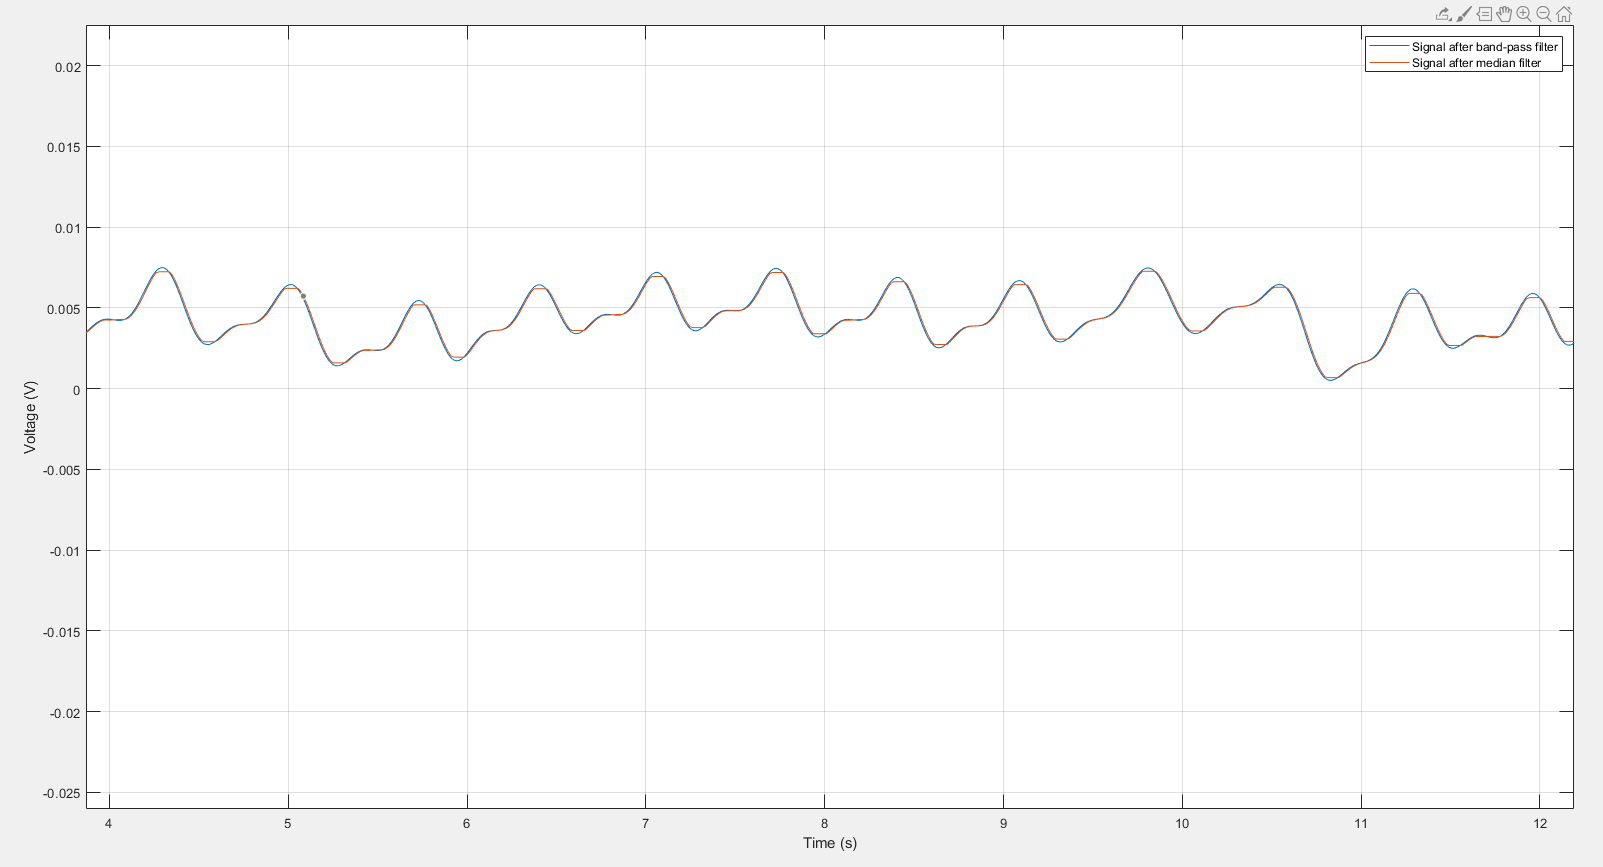 Signal after band-pass filter
Signal after median filter
0.02
0.015
0.01
0.005
0
-0.005
-0.01
-0.015
-0.02
-0.025
Voltage (V)
4 5 6 7 8 9 10 11 12
Time (s)